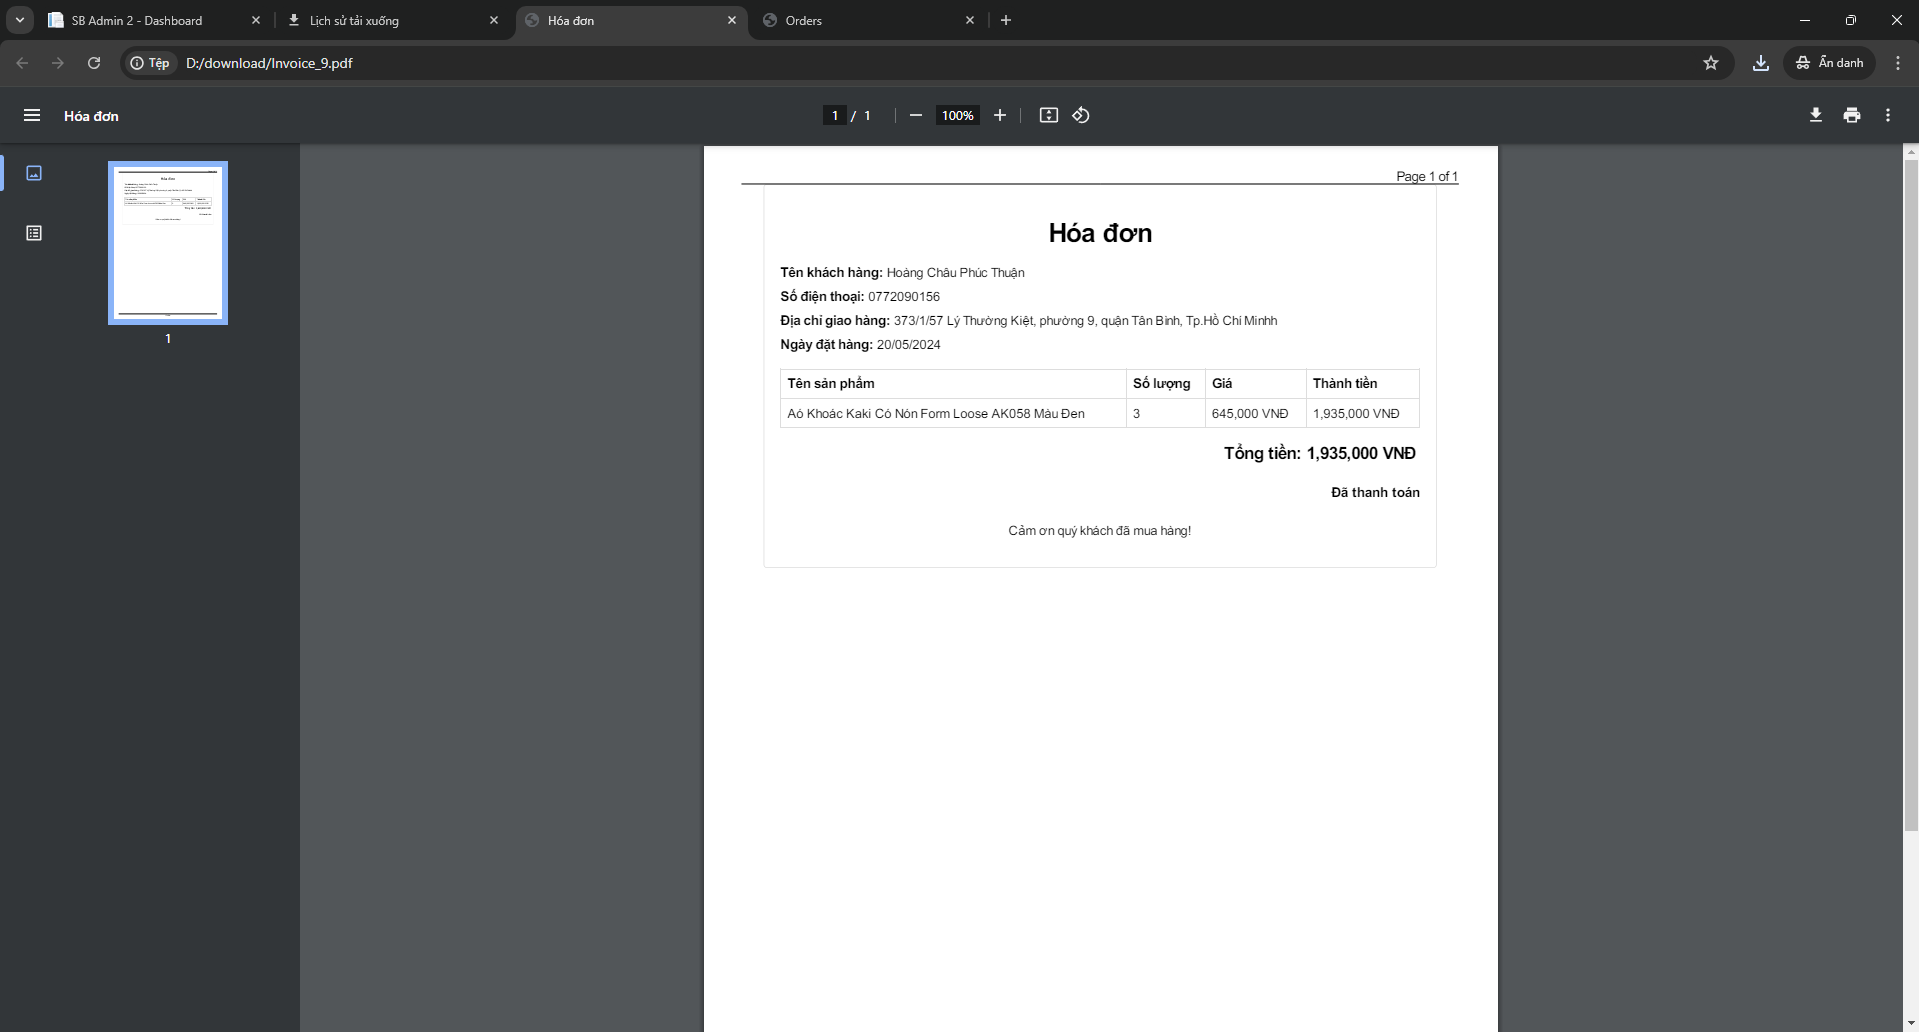 SB Admin 2 - Dashboard
Lịch sử tải xuống
Hóa đơn
Orders
Tệp
D:/download/Invoice_9.pdf
Ẩn danh
Hóa đơn
1 / 1
100%
1
Page 1 of 1
Hóa đơn
Tên khách hàng: Hoàng Châu Phúc Thuận
Số điện thoại: 0772090156
Địa chỉ giao hàng: 373/1/57 Lý Thường Kiệt, phường 9, quận Tân Bình, Tp.Hồ Chí Minhh
Ngày đặt hàng: 20/05/2024
Tên sản phẩm Số lượng Giá Thành tiền
Aó Khoác Kaki Có Nón Form Loose AK058 Màu Đen 3 645,000 VNĐ 1,935,000 VNĐ
Tổng tiền: 1,935,000 VNĐ
Đã thanh toán
Cảm ơn quý khách đã mua hàng!